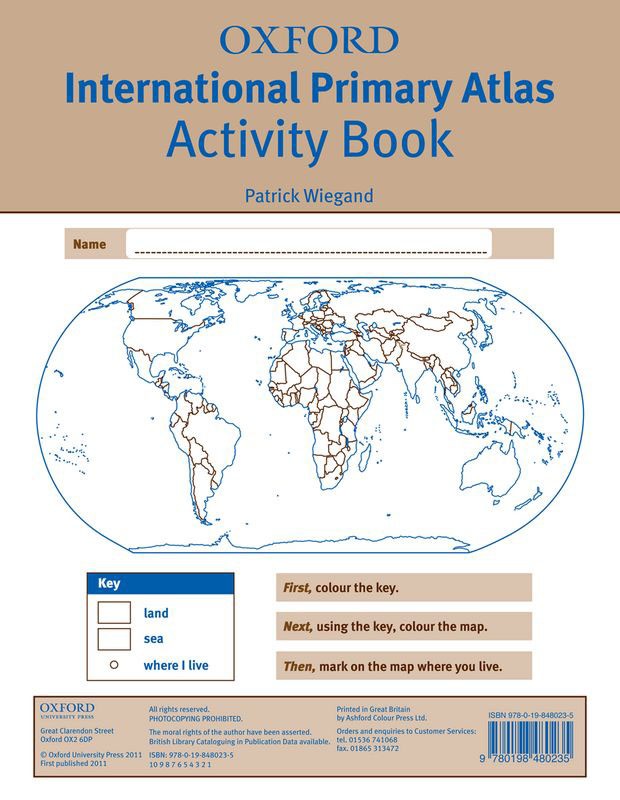 OXFORD
International Primary Atlas
Activity Book
Patrick Wiegand
Name
Key
land
sea
where I live
First, colour the key.
Next, using the key, colour the map.
Then, mark on the map where you live.
OXFORD
UNIVERSITY PRESS
Great Clarendon Street
Oxford OX2 6DP
© Oxford University Press 2011
First published 2011
All rights reserved.
PHOTOCOPYING PROHIBITED.
The moral rights of the author have been asserted.
British Library Cataloguing in Publication Data available.
ISBN: 978-0-19-848023-5
10 9 8 7 6 5 4 3 2 1
Printed in Great Britain
by Ashford Colour Press Ltd.
Orders and enquiries to Customer Services:
tel. 01536 741068
fax. 01865 313472
ISBN 978-0-19-848023-5
9 780198 480235